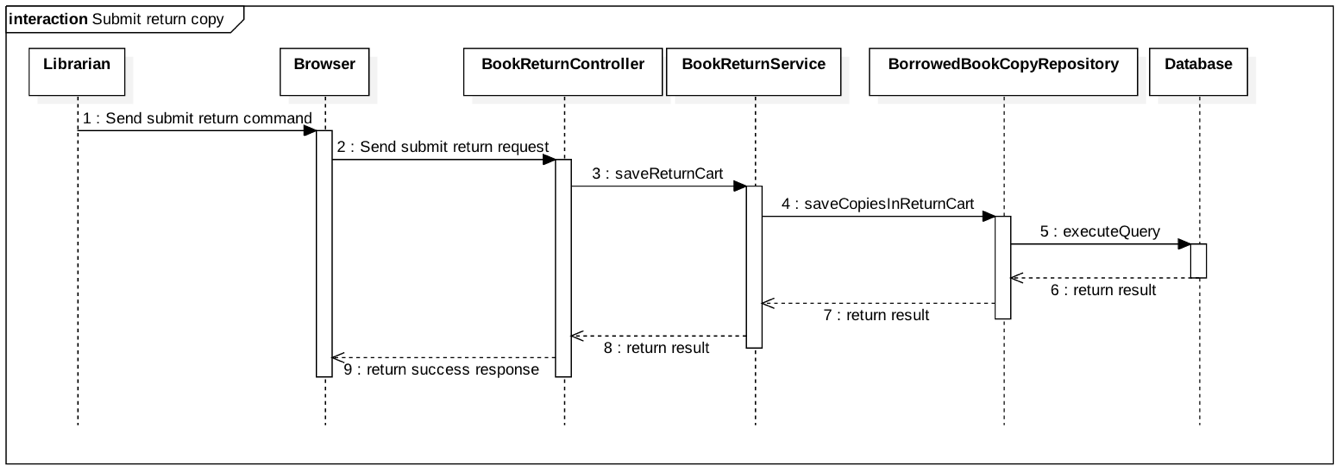 interaction Submit return copy
Librarian
Browser
BookReturnController
BookReturnService
BorrowedBookCopyRepository
Database
1 : Send submit return command
2 : Send submit return request
3 : saveReturnCart
4 : saveCopiesInReturnCart
5 : executeQuery
6 : return result
7 : return result
8 : return result
9 : return success response